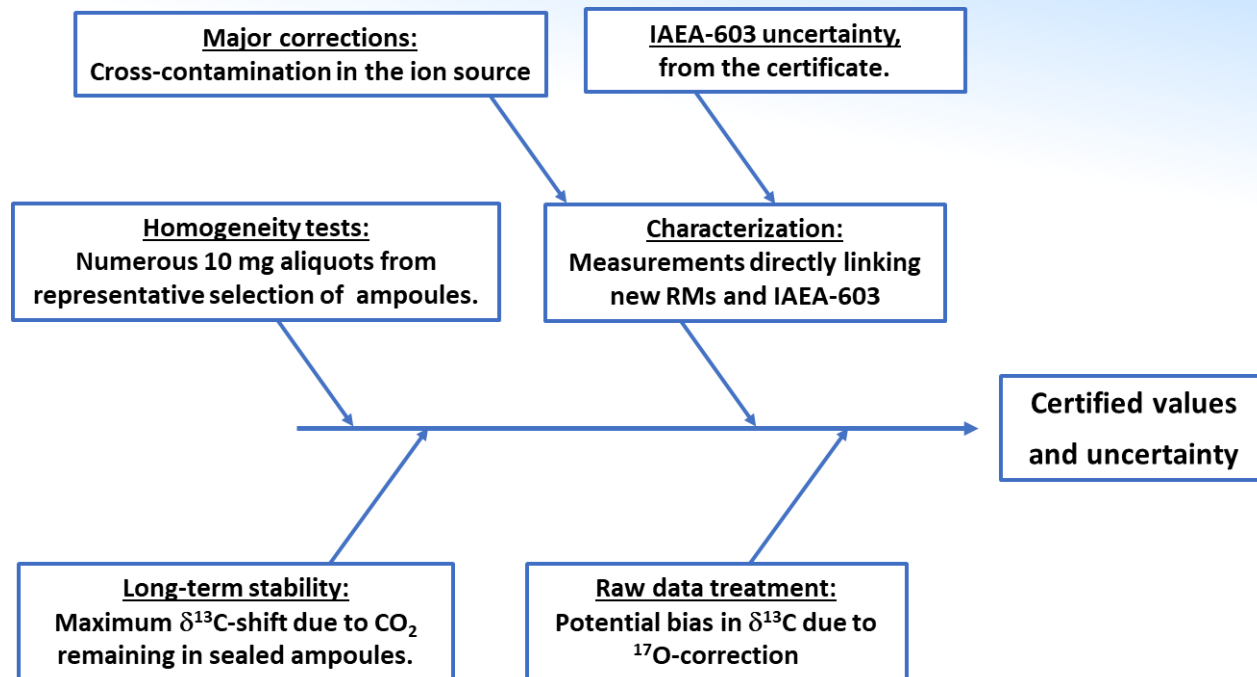 Major corrections:
Cross-contamination in the ion source
IAEA-603 uncertainty,
from the certificate.
Homogeneity tests:
Numerous 10 mg aliquots from
representative selection of ampoules.
Characterization:
Measurements directly linking
new RMs and IAEA-603
Certified values
and uncertainty
Long-term stability:
Maximum δ¹³C-shift due to CO₂
remaining in sealed ampoules.
Raw data treatment:
Potential bias in δ¹³C due to
¹⁷O-correction